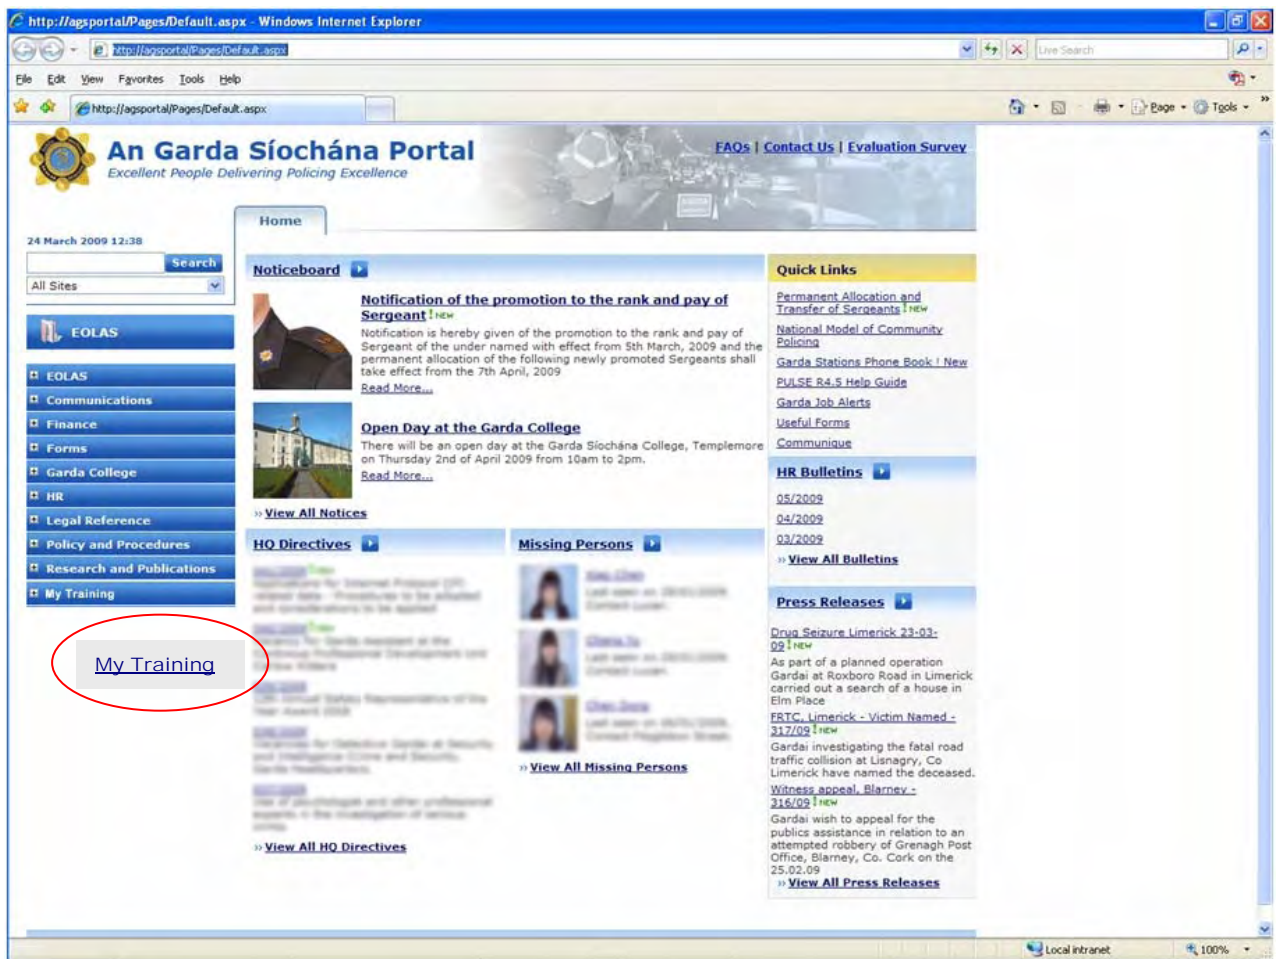 http://agsportal/Pages/Default.aspx - Windows Internet Explorer
http://agsportal/Pages/Default.aspx
Live Search
File Edit View Favorites Tools Help
http://agsportal/Pages/Default.aspx
Page Tools
An Garda Síochána Portal
Excellent People Delivering Policing Excellence
FAQs | Contact Us | Evaluation Survey
Home
24 March 2009 12:38
Search
All Sites
EOLAS
EOLAS
Communications
Finance
Forms
Garda College
HR
Legal Reference
Policy and Procedures
Research and Publications
My Training
My Training
Noticeboard
Notification of the promotion to the rank and pay of
Sergeant ! NEW
Notification is hereby given of the promotion to the rank and pay of
Sergeant of the under named with effect from 5th March, 2009 and the
permanent allocation of the following newly promoted Sergeants shall
take effect from the 7th April, 2009
Read More...
Open Day at the Garda College
There will be an open day at the Garda Síochána College, Templemore
on Thursday 2nd of April 2009 from 10am to 2pm.
Read More...
» View All Notices
HQ Directives
» View All HQ Directives
Missing Persons
» View All Missing Persons
Quick Links
Permanent Allocation and
Transfer of Sergeants ! NEW
National Model of Community
Policing
Garda Stations Phone Book ! New
PULSE R4.5 Help Guide
Garda Job Alerts
Useful Forms
Communique
HR Bulletins
05/2009
04/2009
03/2009
» View All Bulletins
Press Releases
Drug Seizure Limerick 23-03-
09 ! NEW
As part of a planned operation
Gardai at Roxboro Road in Limerick
carried out a search of a house in
Elm Place
FRTC, Limerick - Victim Named -
317/09 ! NEW
Gardai investigating the fatal road
traffic collision at Lisnagry, Co
Limerick have named the deceased.
Witness appeal, Blarney -
316/09 ! NEW
Gardai wish to appeal for the
publics assistance in relation to an
attempted robbery of Grenagh Post
Office, Blarney, Co. Cork on the
25.02.09
» View All Press Releases
Local intranet
100%